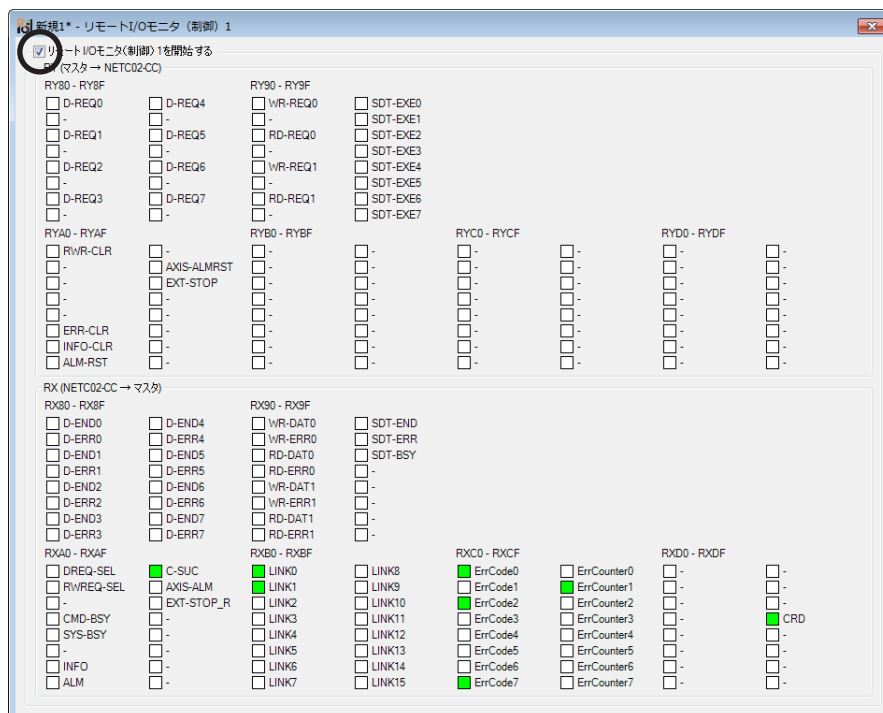 新規1* - リモートI/Oモニタ（制御）1
リモートI/Oモニタ(制御) 1を開始する
RY (マスタ → NETC02-CC)
RY80 - RY8F RY90 - RY9F
D-REQ0 D-REQ4 WR-REQ0 SDT-EXE0
- - - SDT-EXE1
D-REQ1 D-REQ5 RD-REQ0 SDT-EXE2
- - - SDT-EXE3
D-REQ2 D-REQ6 WR-REQ1 SDT-EXE4
- - - SDT-EXE5
D-REQ3 D-REQ7 RD-REQ1 SDT-EXE6
- - - SDT-EXE7
RYA0 - RYAF RYB0 - RYBF RYC0 - RYCF RYD0 - RYDF
RWR-CLR - - - - - - -
- AXIS-ALMRST - - - - - -
- EXT-STOP - - - - - -
- - - - - - - -
- - - - - - - -
ERR-CLR - - - - - - -
INFO-CLR - - - - - - -
ALM-RST - - - - - - -
RX (NETC02-CC → マスタ)
RX80 - RX8F RX90 - RX9F
D-END0 D-END4 WR-DAT0 SDT-END
D-ERR0 D-ERR4 WR-ERR0 SDT-ERR
D-END1 D-END5 RD-DAT0 SDT-BSY
D-ERR1 D-ERR5 RD-ERR0 -
D-END2 D-END6 WR-DAT1 -
D-ERR2 D-ERR6 WR-ERR1 -
D-END3 D-END7 RD-DAT1 -
D-ERR3 D-ERR7 RD-ERR1 -
RXA0 - RXAF RXB0 - RXBF RXC0 - RXCF RXD0 - RXDF
DREQ-SEL C-SUC LINK0 LINK8 ErrCode0 ErrCounter0 - -
RWREQ-SEL AXIS-ALM LINK1 LINK9 ErrCode1 ErrCounter1 - -
- EXT-STOP_R LINK2 LINK10 ErrCode2 ErrCounter2 - -
CMD-BSY - LINK3 LINK11 ErrCode3 ErrCounter3 - CRD
SYS-BSY - LINK4 LINK12 ErrCode4 ErrCounter4 - -
- - LINK5 LINK13 ErrCode5 ErrCounter5 - -
INFO - LINK6 LINK14 ErrCode6 ErrCounter6 - -
ALM - LINK7 LINK15 ErrCode7 ErrCounter7 - -